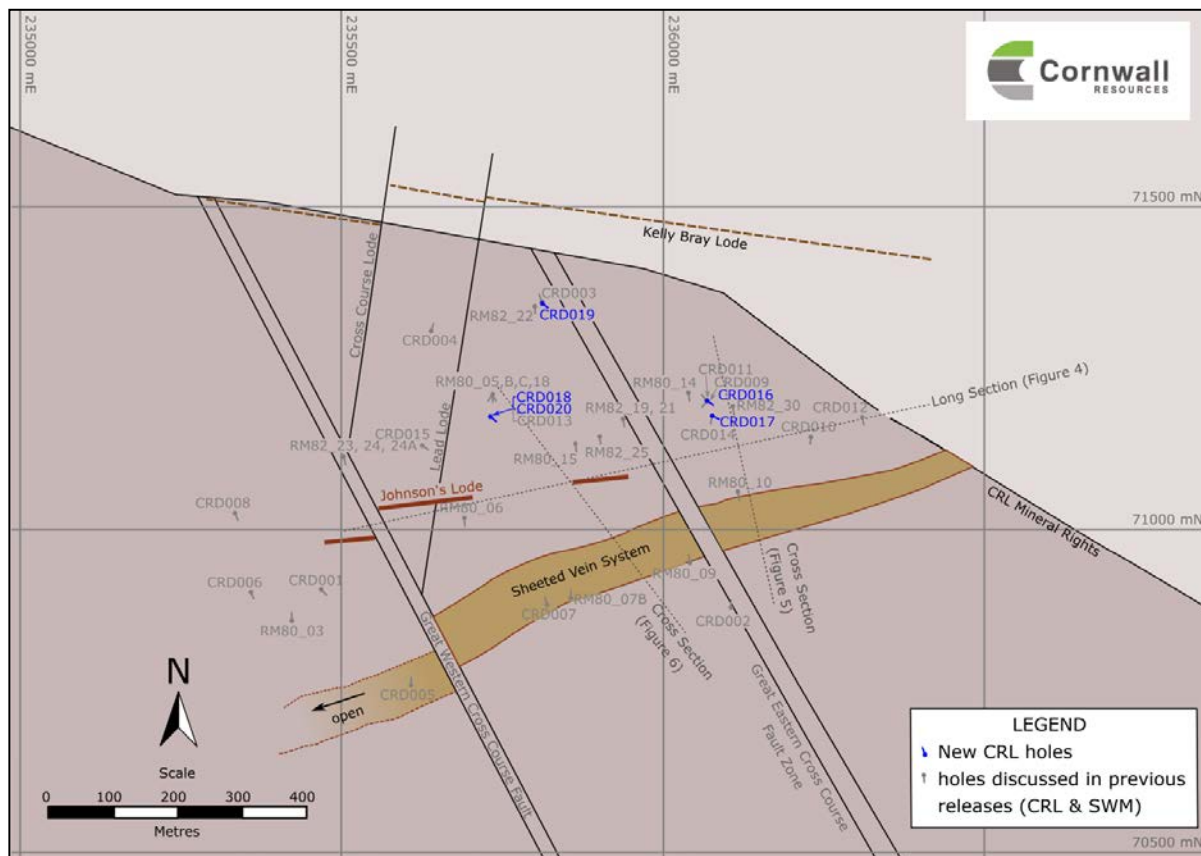 235000 mE
235500 mE
236000 mE
Cornwall
RESOURCES
71500 mN
Kelly Bray Lode
Cross Course Lode
CRD003
RM82_22
CRD019
CRD004
Lead Lode
RM80_05,B,C,18
CRD018
CRD020
CRD013
RM80_14
CRD011
CRD009
CRD016
RM82_30
CRD017
CRD014
Long Section (Figure 4)
CRD012
CRD010
RM82_19, 21
CRD015
RM82_23, 24, 24A
RM80_15
RM82_25
Johnson's Lode
RM80_06
RM80_10
CRD008
71000 mN
CRL Mineral Rights
Sheeted Vein System
RM80_09
Cross Section
(Figure 5)
CRD006
CRD001
RM80_03
RM80_07B
CRD007
CRD002
Cross Section
(Figure 6)
Great Western Cross Course Fault
Great Eastern Cross Course
Fault Zone
CRD005
open
N
Scale
0 100 200 300 400
Metres
LEGEND
New CRL holes
holes discussed in previous
releases (CRL & SWM)
70500 mN